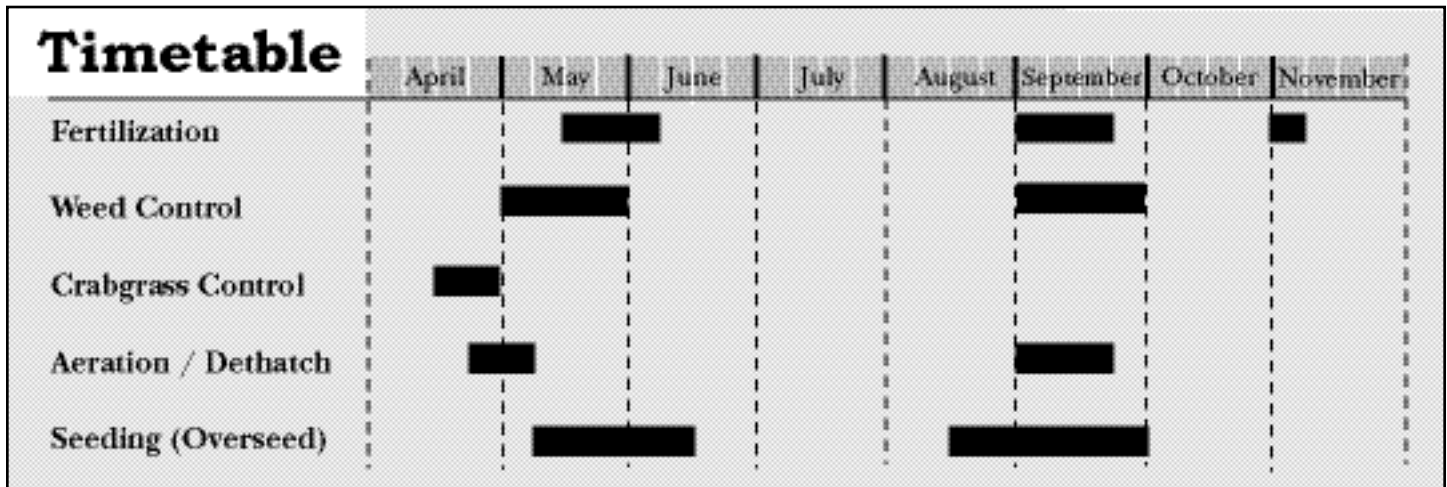 Timetable
April May June July August September October November
Fertilization
Weed Control
Crabgrass Control
Aeration / Dethatch
Seeding (Overseed)